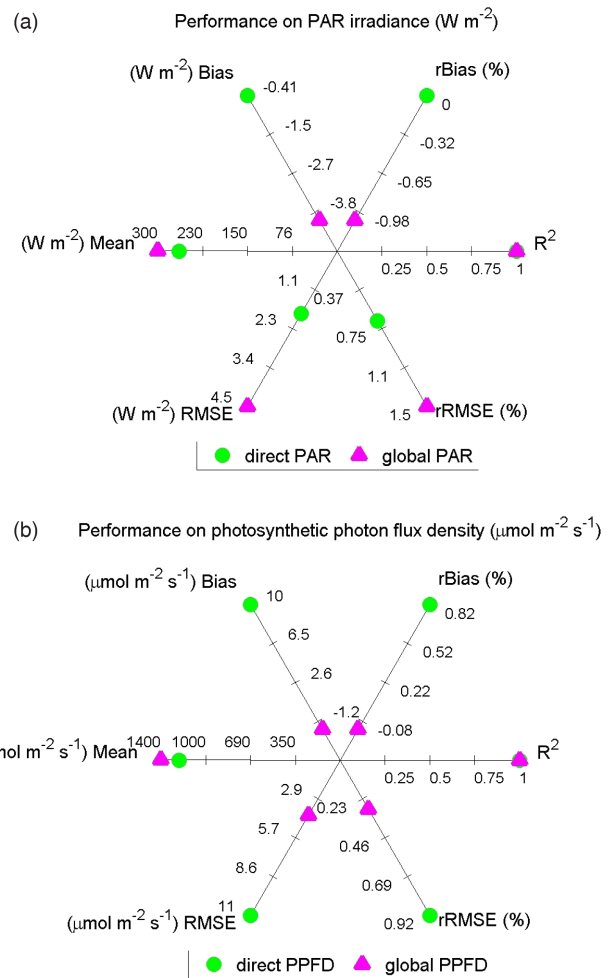 (a) Performance on PAR irradiance (W m⁻²)
(W m⁻²) Bias rBias (%)
-0.41 0
-1.5 -0.32
-2.7 -0.65
-3.8 -0.98
(W m⁻²) Mean 300 230 150 76 0.25 0.5 0.75 1 R²
1.1 0.37
2.3 0.75
3.4 1.1
4.5 1.5
(W m⁻²) RMSE rRMSE (%)
direct PAR global PAR
(b) Performance on photosynthetic photon flux density (μmol m⁻² s⁻¹)
(μmol m⁻² s⁻¹) Bias rBias (%)
10 0.82
6.5 0.52
2.6 0.22
-1.2 -0.08
mol m⁻² s⁻¹) Mean 1400 1000 690 350 0.25 0.5 0.75 1 R²
2.9 0.23
5.7 0.46
8.6 0.69
11 0.92
(μmol m⁻² s⁻¹) RMSE rRMSE (%)
direct PPFD global PPFD